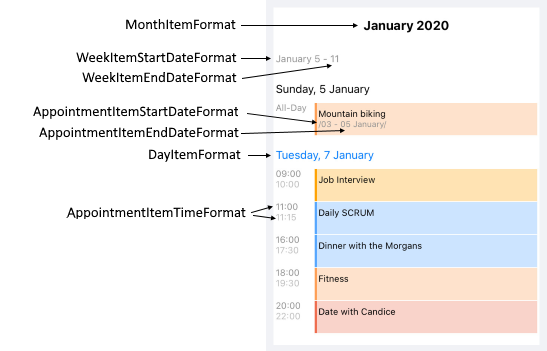 MonthItemFormat
January 2020
WeekItemStartDateFormat
January 5 - 11
WeekItemEndDateFormat
Sunday, 5 January
AppointmentItemStartDateFormat
All-Day
Mountain biking
/03 - 05 January/
AppointmentItemEndDateFormat
DayItemFormat
Tuesday, 7 January
09:00
Job Interview
10:00
AppointmentItemTimeFormat
11:00
Daily SCRUM
11:15
16:00
Dinner with the Morgans
17:30
18:00
Fitness
19:30
20:00
Date with Candice
22:00